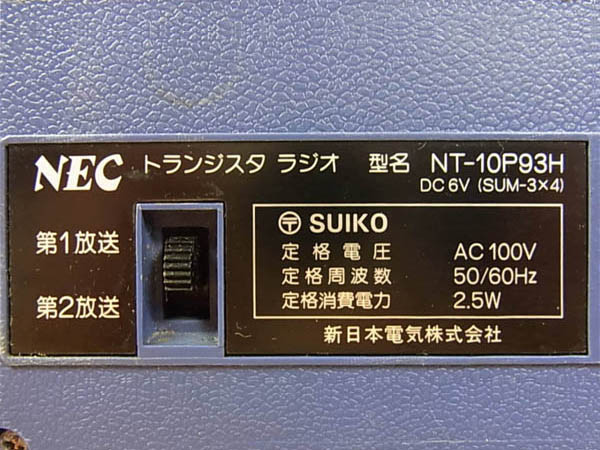 NEC トランジスタ ラジオ 型名 NT-10P93H
DC 6V (SUM-3×4)
第1放送
第2放送
〒 SUIKO
定格電圧 AC 100V
定格周波数 50/60Hz
定格消費電力 2.5W
新日本電気株式会社